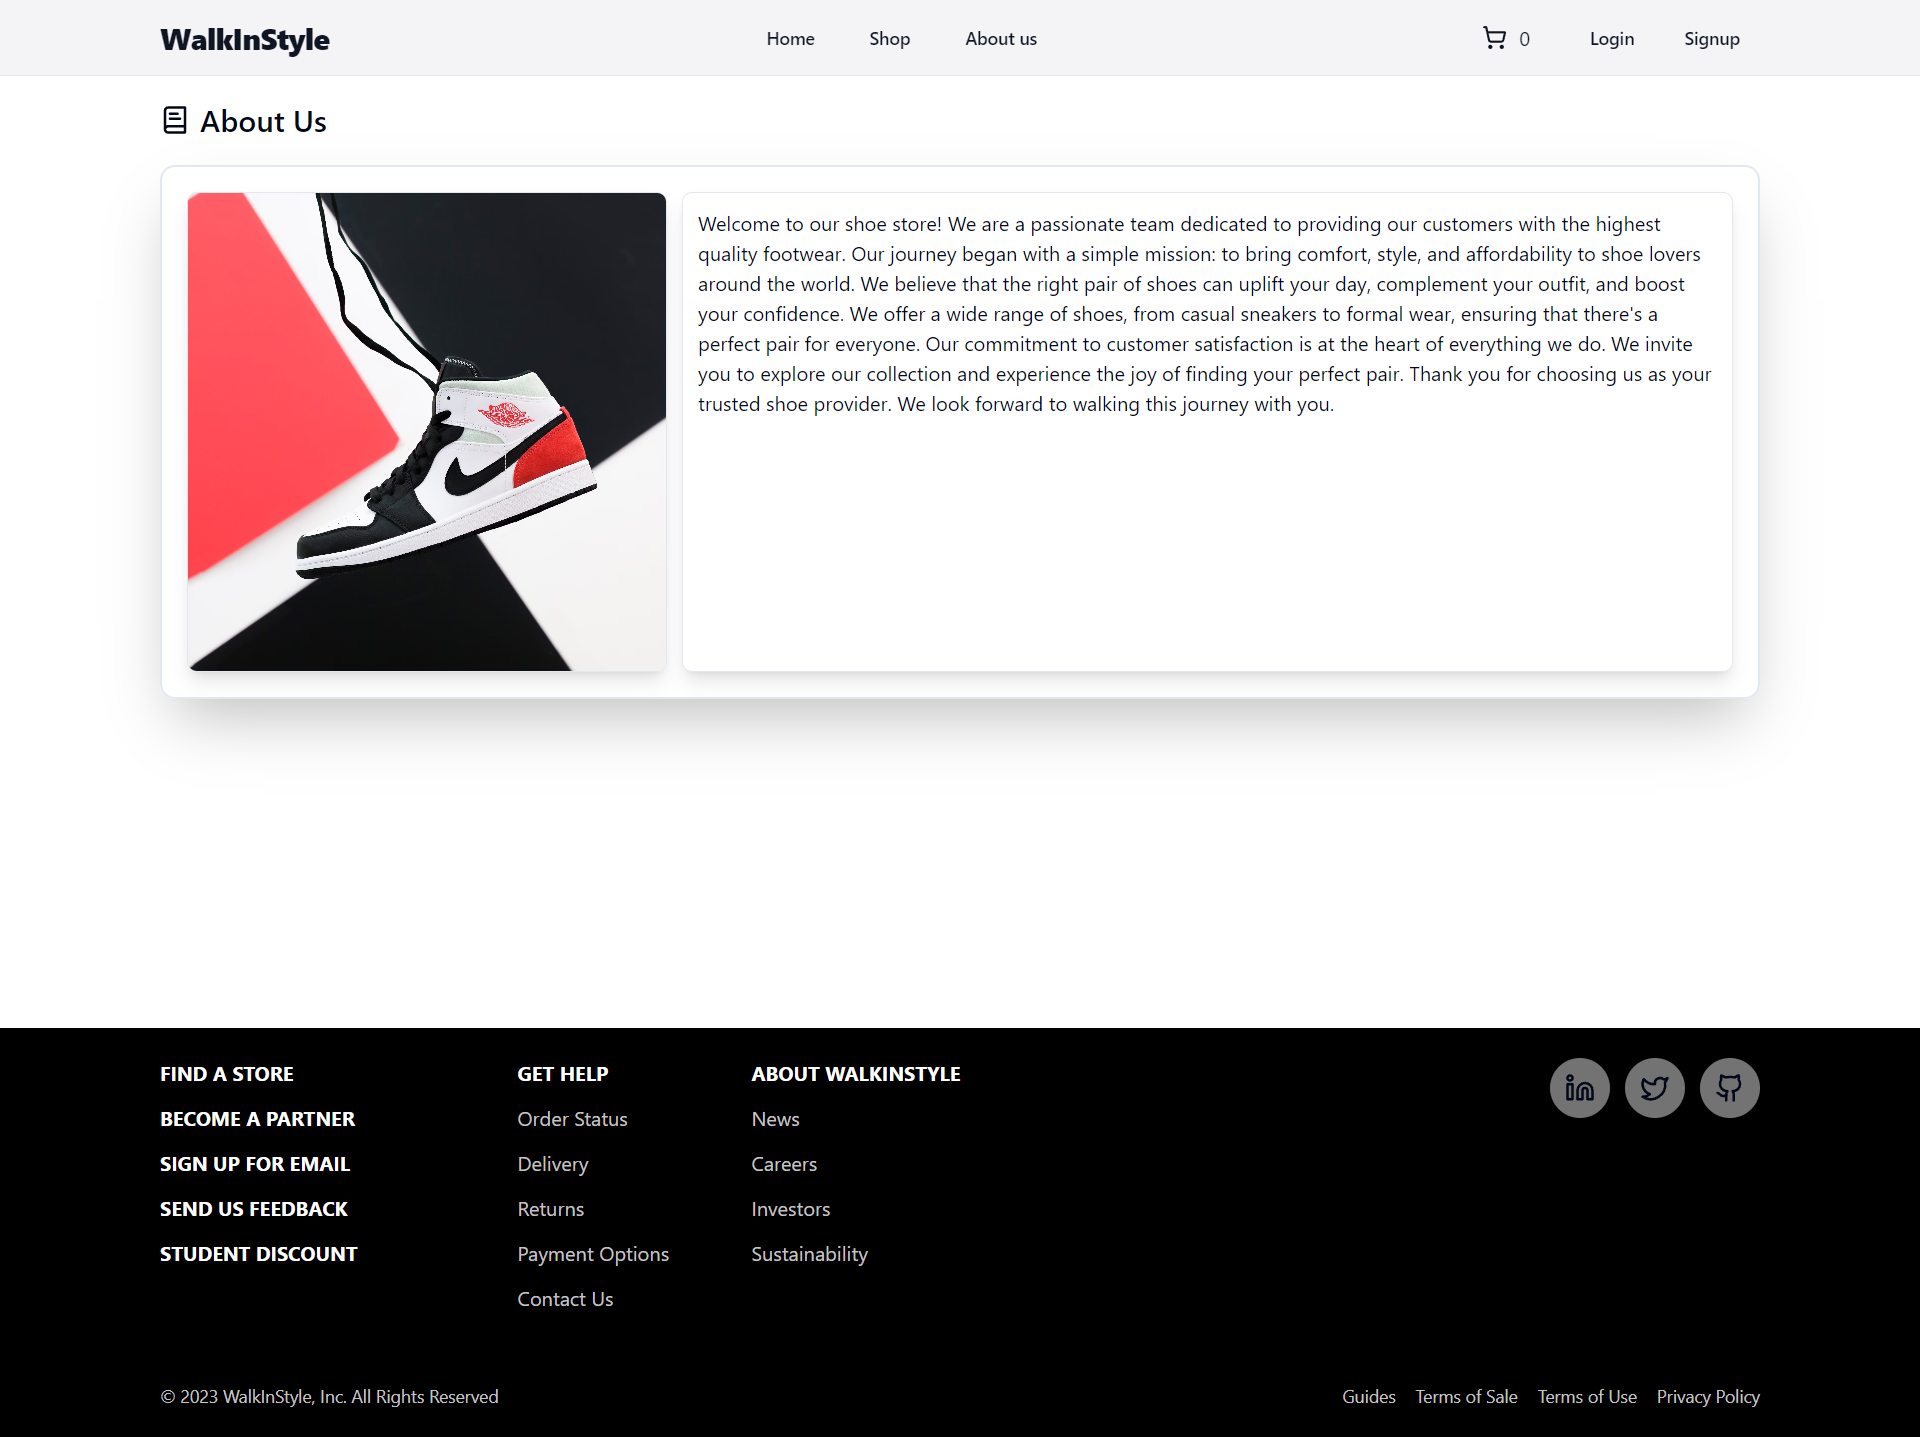 WalkInStyle
Home
Shop
About us
0
Login
Signup
About Us
Welcome to our shoe store! We are a passionate team dedicated to providing our customers with the highest
quality footwear. Our journey began with a simple mission: to bring comfort, style, and affordability to shoe lovers
around the world. We believe that the right pair of shoes can uplift your day, complement your outfit, and boost
your confidence. We offer a wide range of shoes, from casual sneakers to formal wear, ensuring that there's a
perfect pair for everyone. Our commitment to customer satisfaction is at the heart of everything we do. We invite
you to explore our collection and experience the joy of finding your perfect pair. Thank you for choosing us as your
trusted shoe provider. We look forward to walking this journey with you.
FIND A STORE
BECOME A PARTNER
SIGN UP FOR EMAIL
SEND US FEEDBACK
STUDENT DISCOUNT
GET HELP
Order Status
Delivery
Returns
Payment Options
Contact Us
ABOUT WALKINSTYLE
News
Careers
Investors
Sustainability
in
© 2023 WalkInStyle, Inc. All Rights Reserved
Guides
Terms of Sale
Terms of Use
Privacy Policy